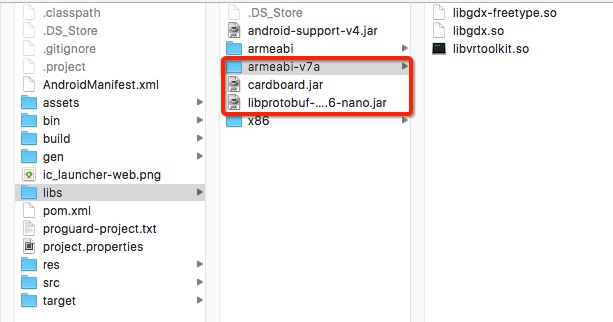 .classpath
.DS_Store
.gitignore
.project
AndroidManifest.xml
assets
bin
build
gen
ic_launcher-web.png
libs
pom.xml
proguard-project.txt
project.properties
res
src
target
.DS_Store
android-support-v4.jar
armeabi
armeabi-v7a
cardboard.jar
libprotobuf-....6-nano.jar
x86
libgdx-freetype.so
libgdx.so
libvrtoolkit.so